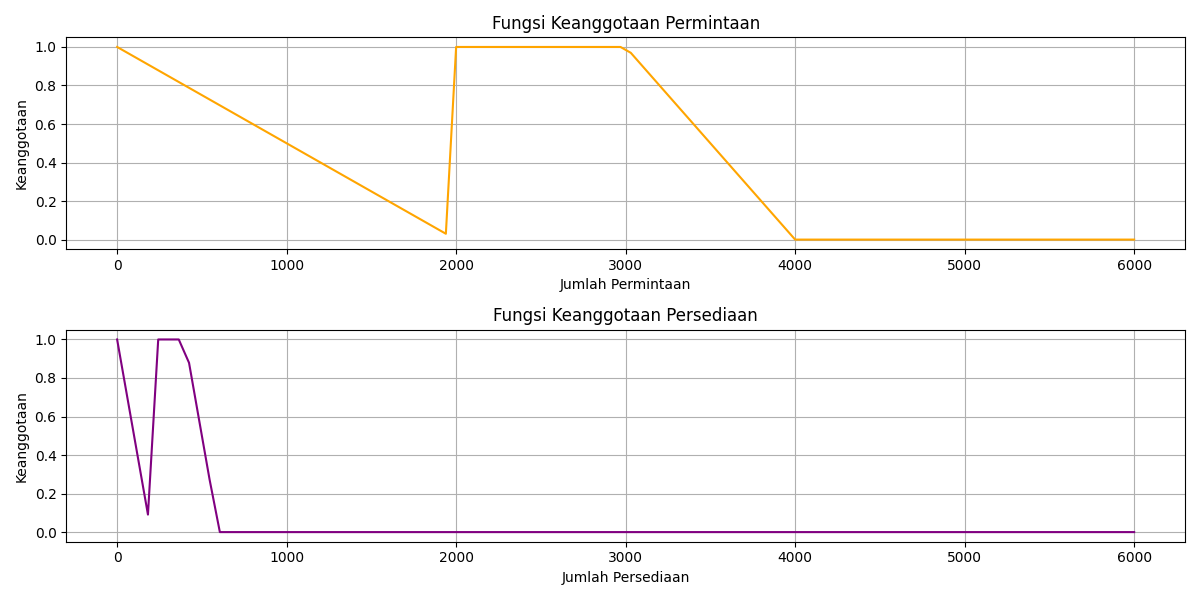 Fungsi Keanggotaan Permintaan
1.0
0.8
0.6
0.4
0.2
0.0
Keanggotaan
0 1000 2000 3000 4000 5000 6000
Jumlah Permintaan
Fungsi Keanggotaan Persediaan
1.0
0.8
0.6
0.4
0.2
0.0
Keanggotaan
0 1000 2000 3000 4000 5000 6000
Jumlah Persediaan